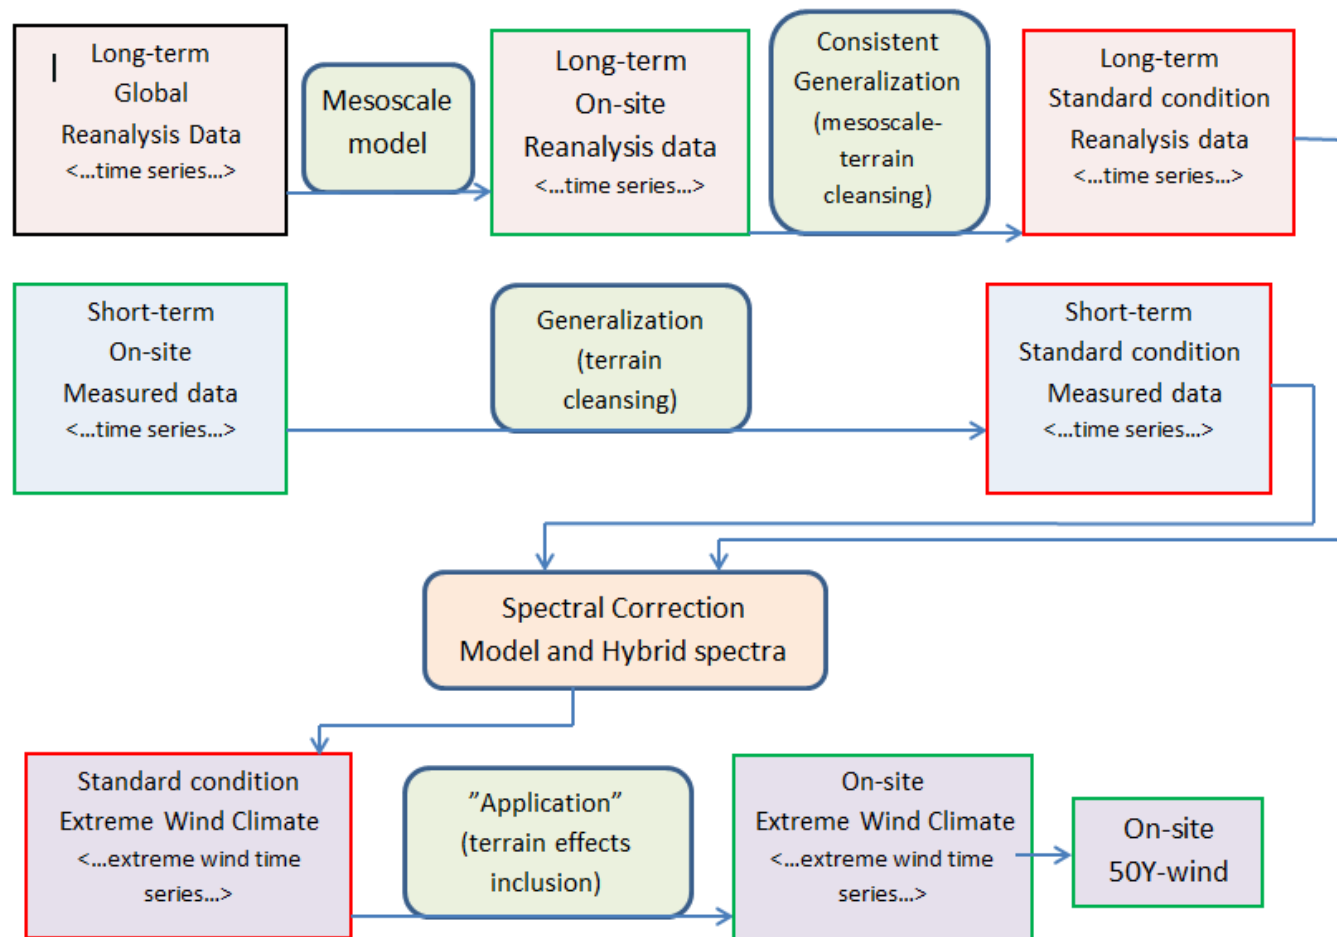 Long-term
Global
Reanalysis Data
<...time series...>
Mesoscale
model
Long-term
On-site
Reanalysis data
<...time series...>
Consistent
Generalization
(mesoscale-
terrain
cleansing)
Long-term
Standard condition
Reanalysis data
<...time series...>
Short-term
On-site
Measured data
<...time series...>
Generalization
(terrain
cleansing)
Short-term
Standard condition
Measured data
<...time series...>
Spectral Correction
Model and Hybrid spectra
Standard condition
Extreme Wind Climate
<...extreme wind time
series...>
”Application”
(terrain effects
inclusion)
On-site
Extreme Wind Climate
<...extreme wind time
series...>
On-site
50Y-wind